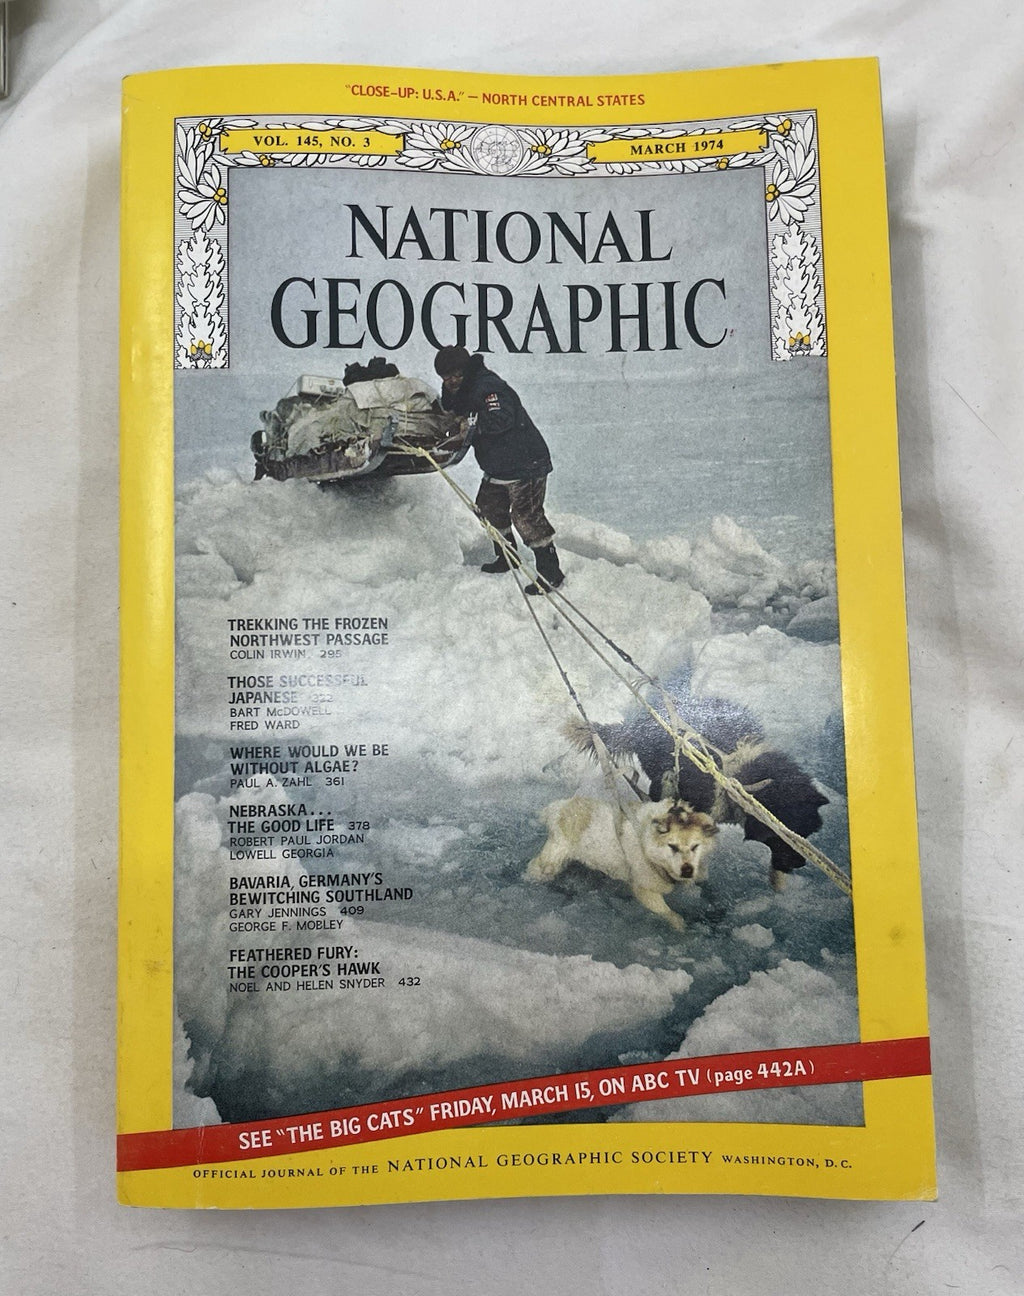 "CLOSE-UP: U.S.A." — NORTH CENTRAL STATES
VOL. 145, NO. 3
MARCH 1974
NATIONAL
GEOGRAPHIC
TREKKING THE FROZEN
NORTHWEST PASSAGE
COLIN IRWIN 295
THOSE SUCCESSFUL
JAPANESE 322
BART McDOWELL
FRED WARD
WHERE WOULD WE BE
WITHOUT ALGAE?
PAUL A. ZAHL 361
NEBRASKA...
THE GOOD LIFE 378
ROBERT PAUL JORDAN
LOWELL GEORGIA
BAVARIA, GERMANY'S
BEWITCHING SOUTHLAND
GARY JENNINGS 409
GEORGE F. MOBLEY
FEATHERED FURY:
THE COOPER'S HAWK
NOEL AND HELEN SNYDER 432
SEE "THE BIG CATS" FRIDAY, MARCH 15, ON ABC TV (page 442A)
OFFICIAL JOURNAL OF THE NATIONAL GEOGRAPHIC SOCIETY WASHINGTON, D.C.